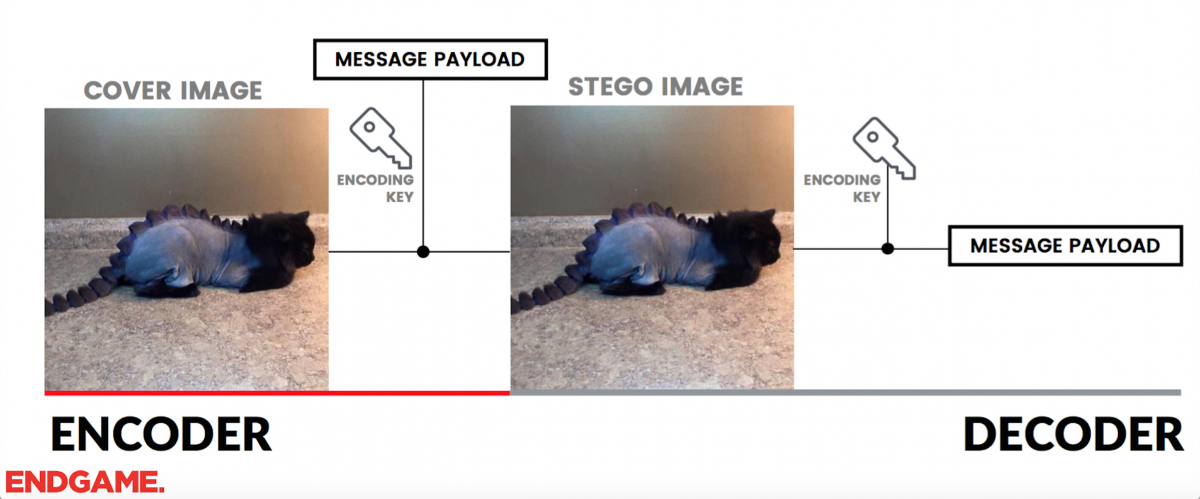 MESSAGE PAYLOAD
COVER IMAGE
STEGO IMAGE
ENCODING
KEY
ENCODING
KEY
MESSAGE PAYLOAD
ENCODER
DECODER
ENDGAME.